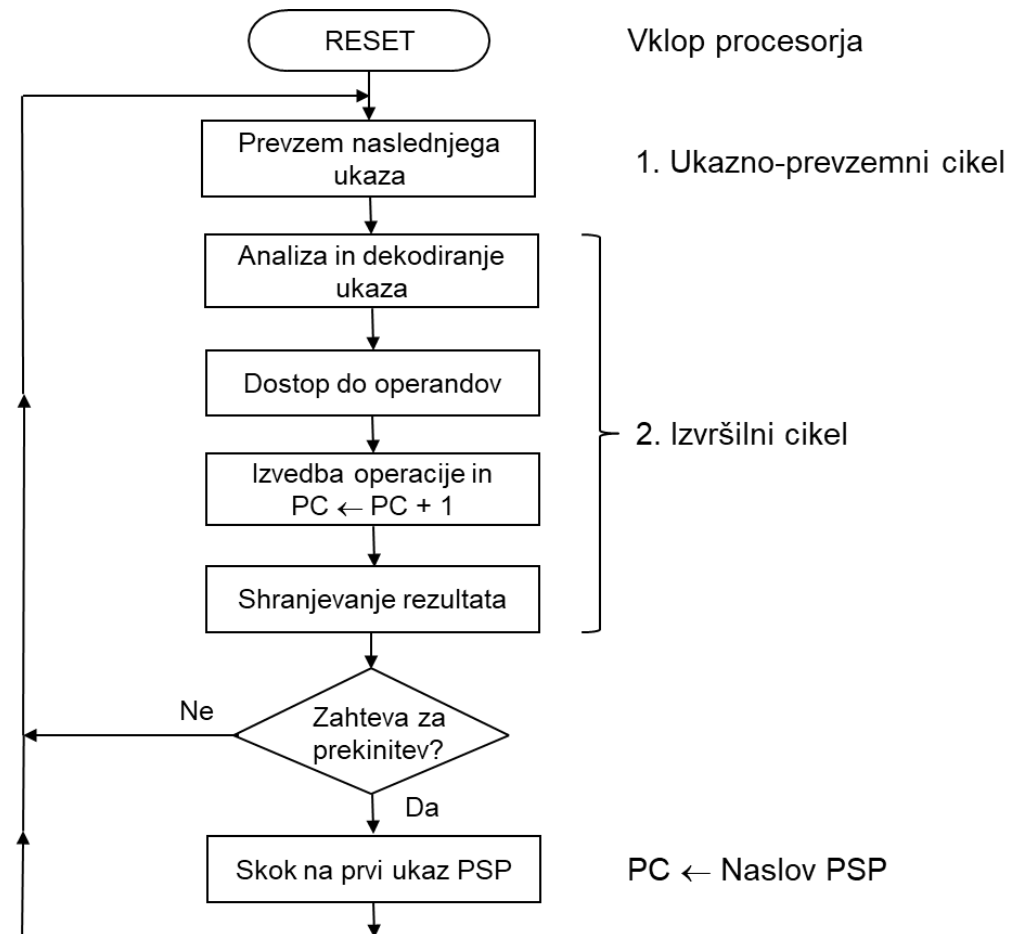 RESET
Vklop procesorja
Prevzem naslednjega
ukaza
1. Ukazno-prevzemni cikel
Analiza in dekodiranje
ukaza
Dostop do operandov
2. Izvršilni cikel
Izvedba operacije in
PC ← PC + 1
Shranjevanje rezultata
Ne
Zahteva za
prekinitev?
Da
Skok na prvi ukaz PSP
PC ← Naslov PSP